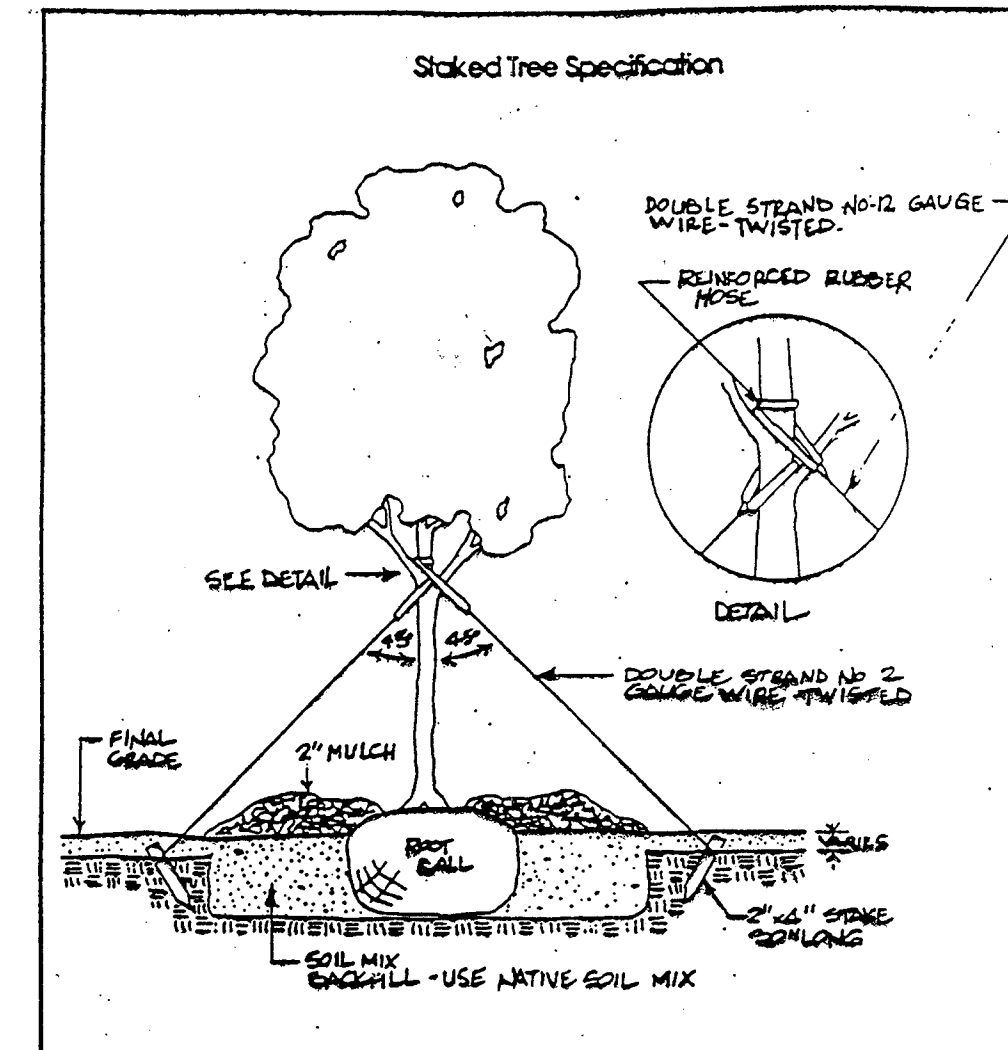 Staked Tree Specification
DOUBLE STRAND NO-12 GAUGE
WIRE-TWISTED.
REINFORCED RUBBER
HOSE
SEE DETAIL
DETAIL
45° 45°
DOUBLE STRAND NO 2
GAUGE WIRE TWISTED
FINAL
GRADE
2" MULCH
ROOT
BALL
VARIES
2"x4" STAKE
LONG
SOIL MIX
BACKFILL - USE NATIVE SOIL MIX